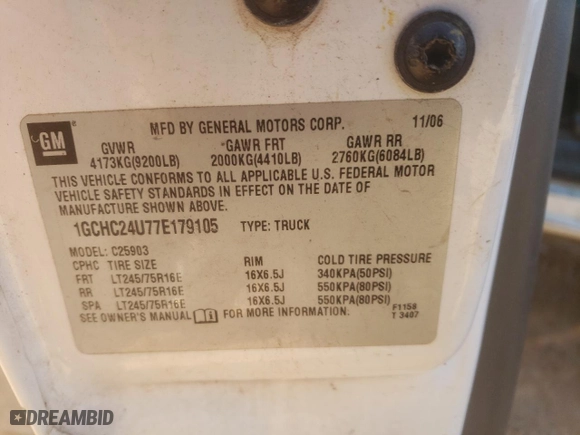 MFD BY GENERAL MOTORS CORP. 11/06
GM
GVWR GAWR FRT GAWR RR
4173KG(9200LB) 2000KG(4410LB) 2760KG(6084LB)
THIS VEHICLE CONFORMS TO ALL APPLICABLE U.S. FEDERAL MOTOR
VEHICLE SAFETY STANDARDS IN EFFECT ON THE DATE OF
MANUFACTURE SHOWN ABOVE.
1GCHC24U77E179105 TYPE: TRUCK
MODEL: C25903
CPHC TIRE SIZE RIM COLD TIRE PRESSURE
FRT LT245/75R16E 16X6.5J 340KPA(50PSI)
RR LT245/75R16E 16X6.5J 550KPA(80PSI)
SPA LT245/75R16E 16X6.5J 550KPA(80PSI)
SEE OWNER'S MANUAL FOR MORE INFORMATION.
F1158
T 3407
DREAMBID